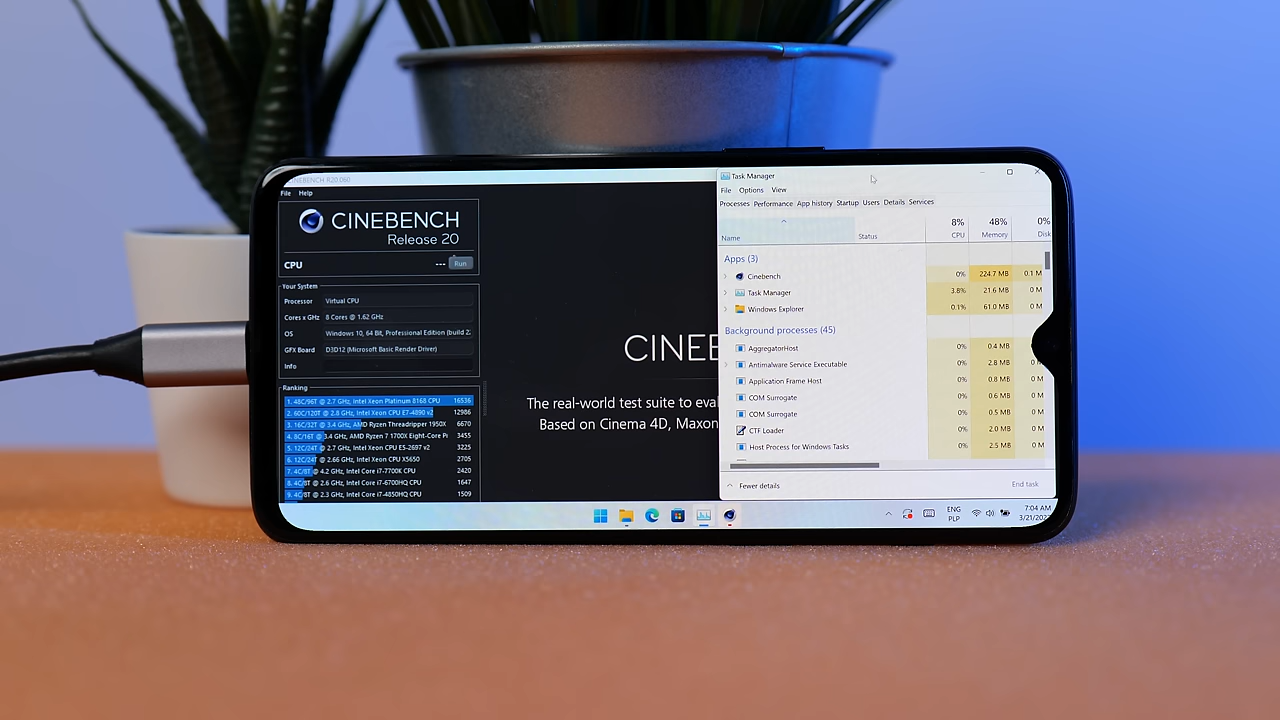 CINEBENCH R20.060
File Help
CINEBENCH
Release 20
CPU --- Run
Your System
Processor Virtual CPU
Cores x GHz 8 Cores @ 1.62 GHz
OS Windows 10, 64 Bit, Professional Edition (build 2
GFX Board D3D12 (Microsoft Basic Render Driver)
Info
Ranking
1. 48C/96T @ 2.7 GHz, Intel Xeon Platinum 8168 CPU 16536
2. 60C/120T @ 2.8 GHz, Intel Xeon CPU E7-4890 v2 12986
3. 16C/32T @ 3.4 GHz, AMD Ryzen Threadripper 1950X 6670
4. 8C/16T @ 3.4 GHz, AMD Ryzen 7 1700X Eight-Core Pr 3455
5. 12C/24T @ 2.7 GHz, Intel Xeon CPU E5-2697 v2 3225
6. 12C/24T @ 2.66 GHz, Intel Xeon CPU X5650 2705
7. 4C/8T @ 4.2 GHz, Intel Core i7-7700K CPU 2420
8. 4C/8T @ 2.6 GHz, Intel Core i7-6700HQ CPU 1647
9. 4C/8T @ 2.3 GHz, Intel Core i7-4850HQ CPU 1509
CINEB
The real-world test suite to eval
Based on Cinema 4D, Maxon
Task Manager
File Options View
Processes Performance App history Startup Users Details Services
8% 48% 0%
Name Status CPU Memory Disk
Apps (3)
Cinebench 0% 224.7 MB 0.1 M
Task Manager 3.8% 21.6 MB 0 M
Windows Explorer 0.1% 61.0 MB 0 M
Background processes (45)
AggregatorHost 0% 0.4 MB 0 M
Antimalware Service Executable 0% 2.8 MB 0 M
Application Frame Host 0% 0.8 MB 0 M
COM Surrogate 0% 0.6 MB 0 M
COM Surrogate 0% 0.5 MB 0 M
CTF Loader 0% 2.0 MB 0 M
Host Process for Windows Tasks 0% 2.5 MB 0 M
Fewer details End task
ENG
PLP
7:04 AM
3/21/202